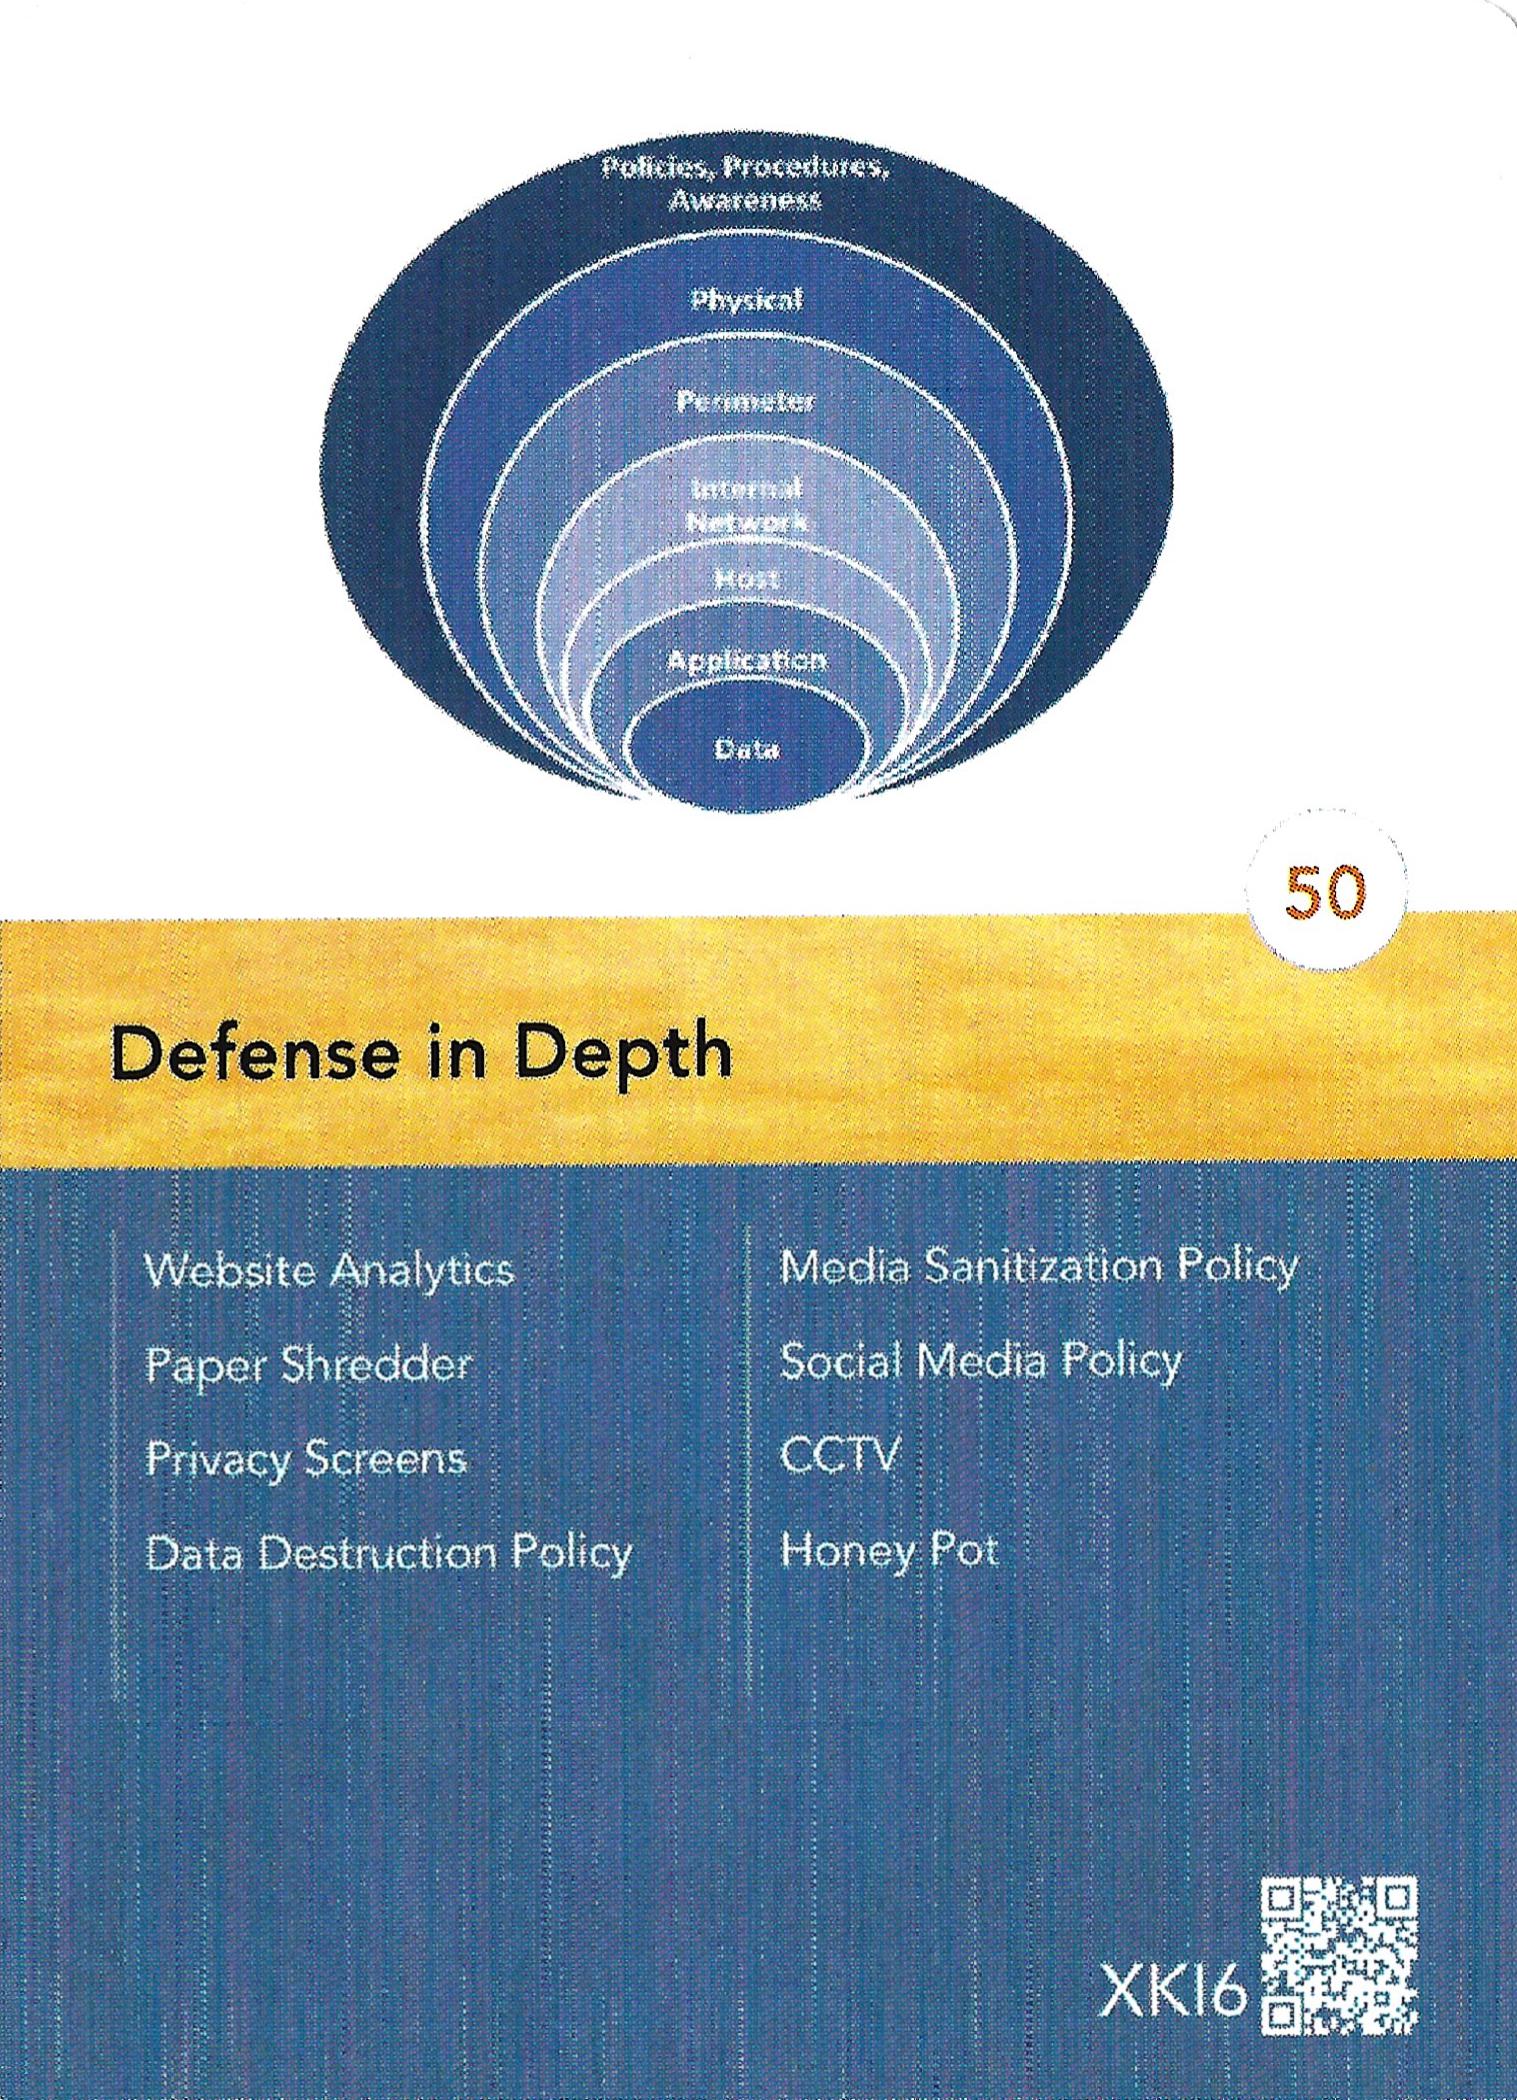 Policies, Procedures,
Awareness
Physical
Perimeter
Internal
Network
Host
Application
Data
50
Defense in Depth
Website Analytics
Paper Shredder
Privacy Screens
Data Destruction Policy
Media Sanitization Policy
Social Media Policy
CCTV
Honey Pot
XKI6